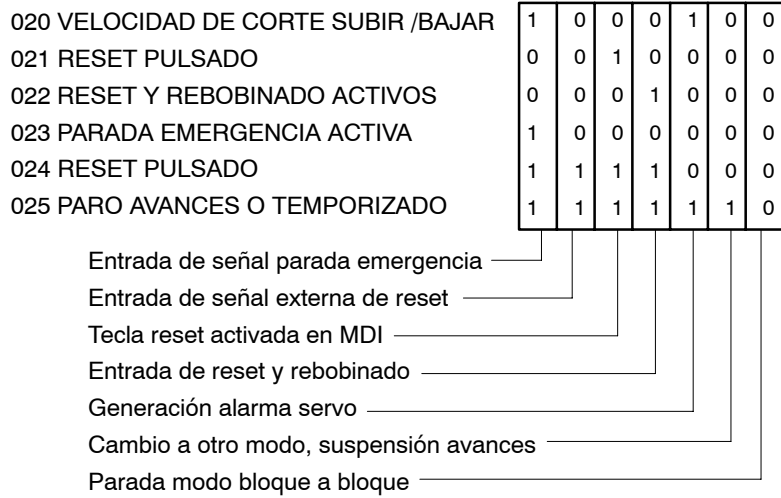 020 VELOCIDAD DE CORTE SUBIR /BAJAR 1 0 0 0 1 0 0
021 RESET PULSADO 0 0 1 0 0 0 0
022 RESET Y REBOBINADO ACTIVOS 0 0 0 1 0 0 0
023 PARADA EMERGENCIA ACTIVA 1 0 0 0 0 0 0
024 RESET PULSADO 1 1 1 1 0 0 0
025 PARO AVANCES O TEMPORIZADO 1 1 1 1 1 1 0
Entrada de señal parada emergencia
Entrada de señal externa de reset
Tecla reset activada en MDI
Entrada de reset y rebobinado
Generación alarma servo
Cambio a otro modo, suspensión avances
Parada modo bloque a bloque